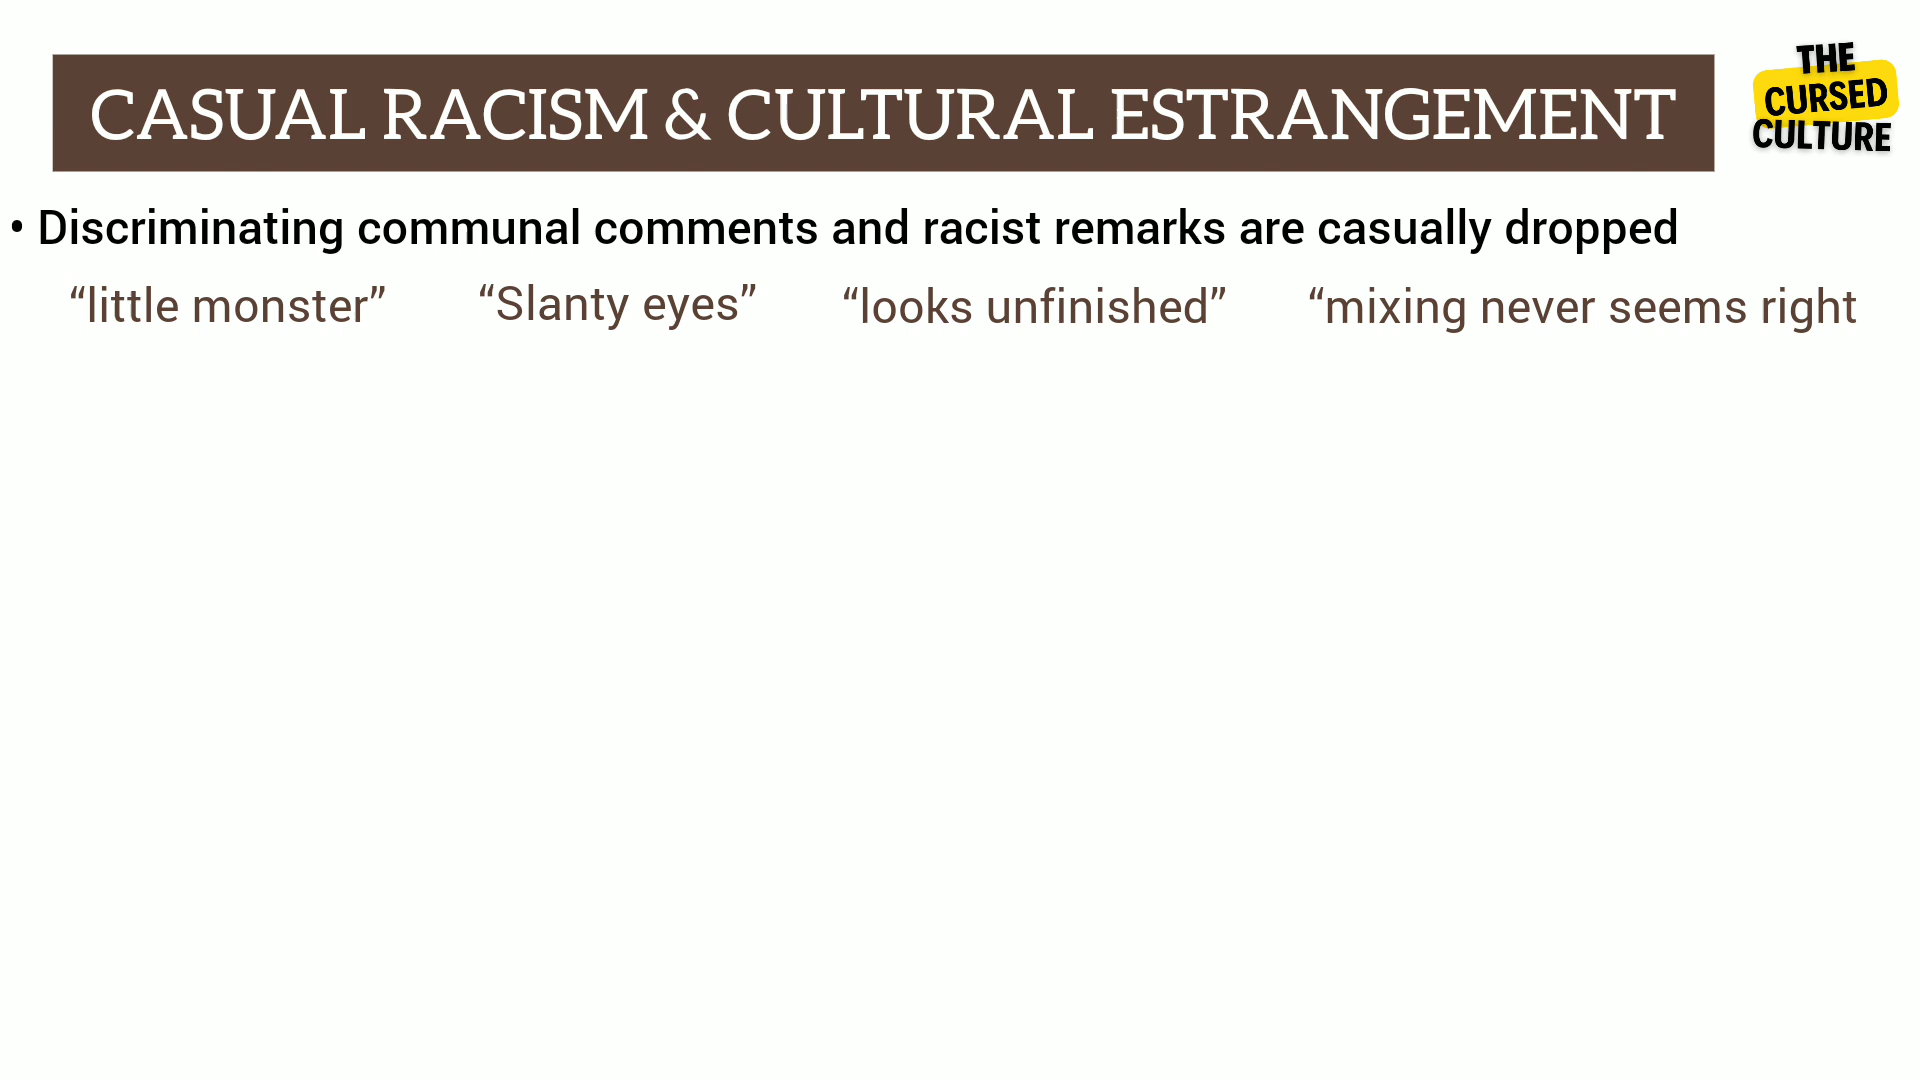 CASUAL RACISM & CULTURAL ESTRANGEMENT
THE
CURSED
CULTURE
• Discriminating communal comments and racist remarks are casually dropped
“little monster” “Slanty eyes” “looks unfinished” “mixing never seems right